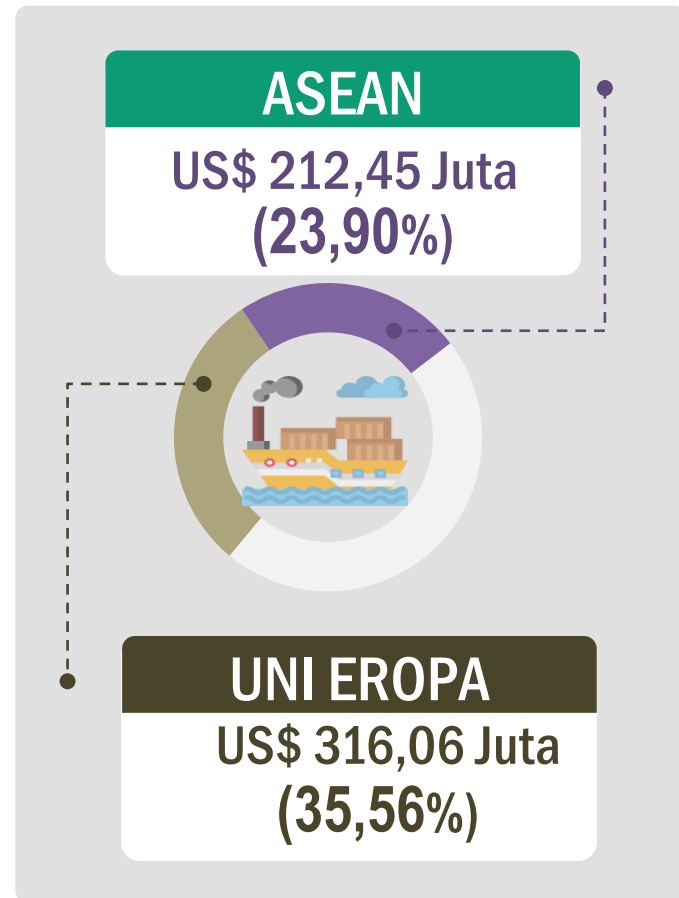 ASEAN
US$ 212,45 Juta
(23,90%)
UNI EROPA
US$ 316,06 Juta
(35,56%)